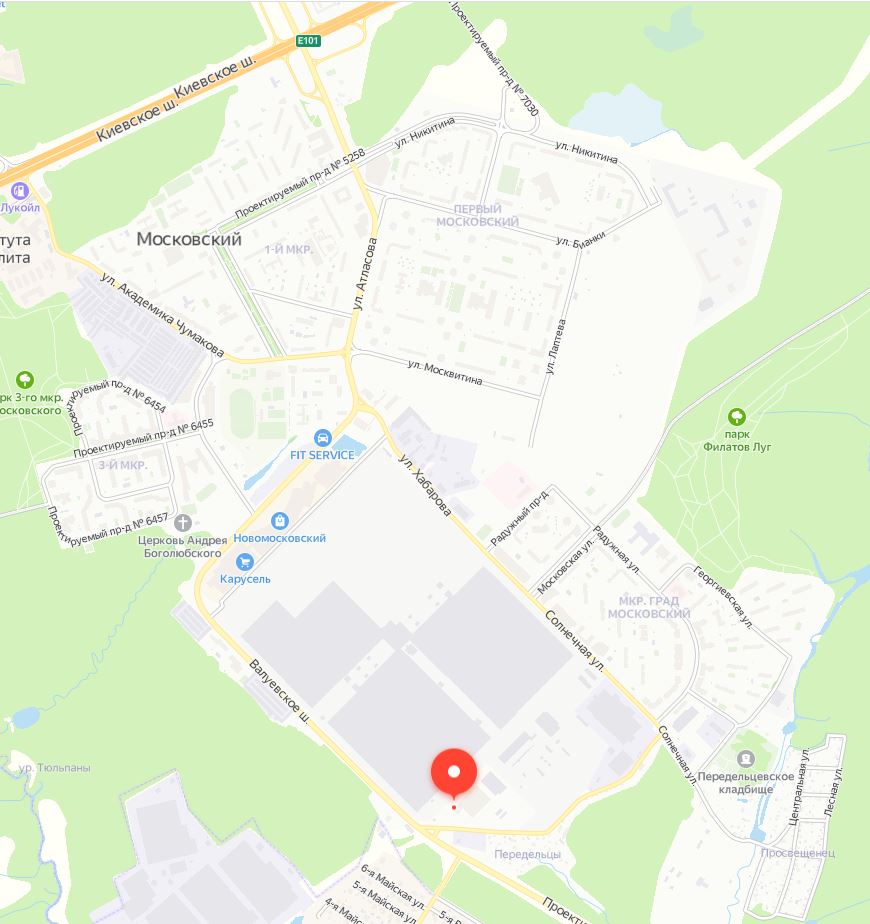 Проектируемый пр-д № 7030
E101
Киевское ш.
Киевское ш.
ул. Никитина
ул. Никитина
Проектируемый пр-д № 5258
Лукойл
ПЕРВЫЙ
МОСКОВСКИЙ
Московский
1-Й МКР.
тута
лита
ул. Бианки
ул. Атласова
ул. Академика Чумакова
ул. Лаптева
ул. Москвитина
рк 3-го мкр.
осковского
Проектируемый пр-д № 6454
Проектируемый пр-д № 6455
парк
Филатов Луг
FIT SERVICE
3-Й МКР.
ул. Хабарова
Радужный пр-д
Проектируемый пр-д № 6457
Церковь Андрея
Боголюбского
Новомосковский
Карусель
Радужная ул.
Московская ул.
Георгиевская ул.
МКР. ГРАД
МОСКОВСКИЙ
Солнечная ул.
Валуевское ш.
Солнечная ул.
ур. Тюльпаны
Передельцевское
кладбище
Центральная ул.
Лесная ул.
Передельцы
Просвещенец
6-я Майская ул.
5-я Майская ул.
4-я Майская
5-я
Проекти